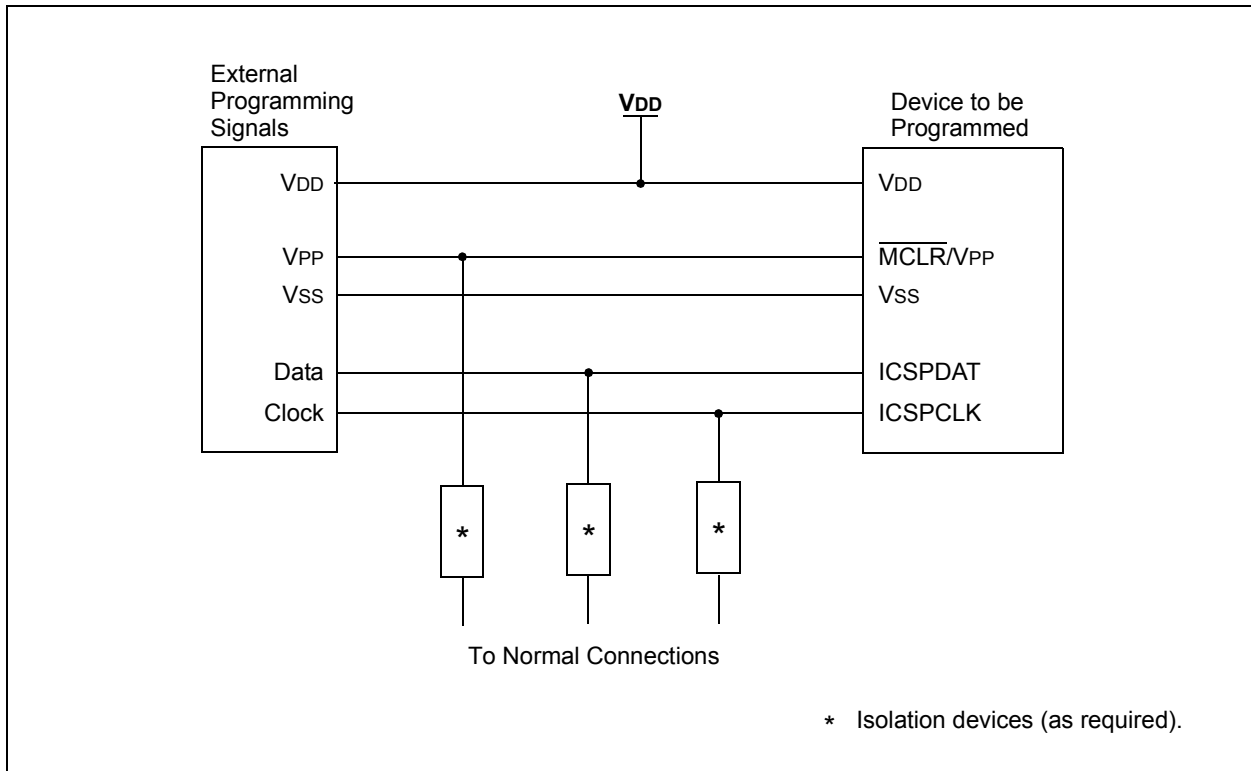 External
Programming
Signals
VDD
Device to be
Programmed
VDD
VDD
VPP
MCLR/VPP
VSS
VSS
Data
ICSPDAT
Clock
ICSPCLK
*
*
*
To Normal Connections
* Isolation devices (as required).